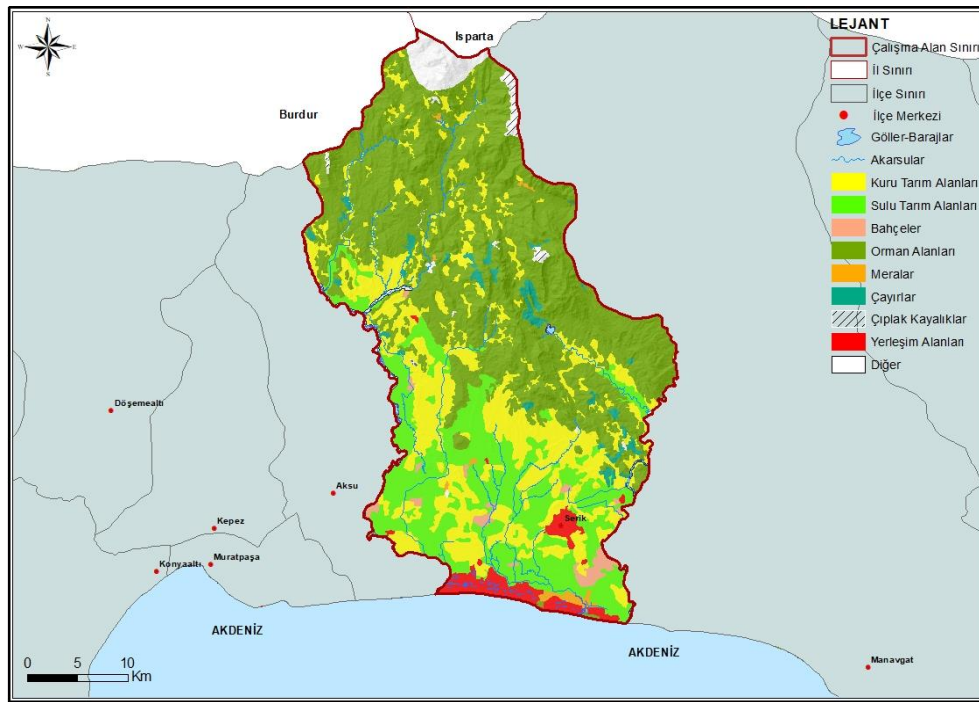 N
W
E
S
Isparta
Burdur
Döşemealtı
Aksu
Kepez
Muratpaşa
Konyaaltı
Serik
AKDENİZ
AKDENİZ
Manavgat
0 5 10
Km
LEJANT
Çalışma Alan Sınırı
İl Sınırı
İlçe Sınırı
İlçe Merkezi
Göller-Barajlar
Akarsular
Kuru Tarım Alanları
Sulu Tarım Alanları
Bahçeler
Orman Alanları
Meralar
Çayırlar
Çıplak Kayalıklar
Yerleşim Alanları
Diğer